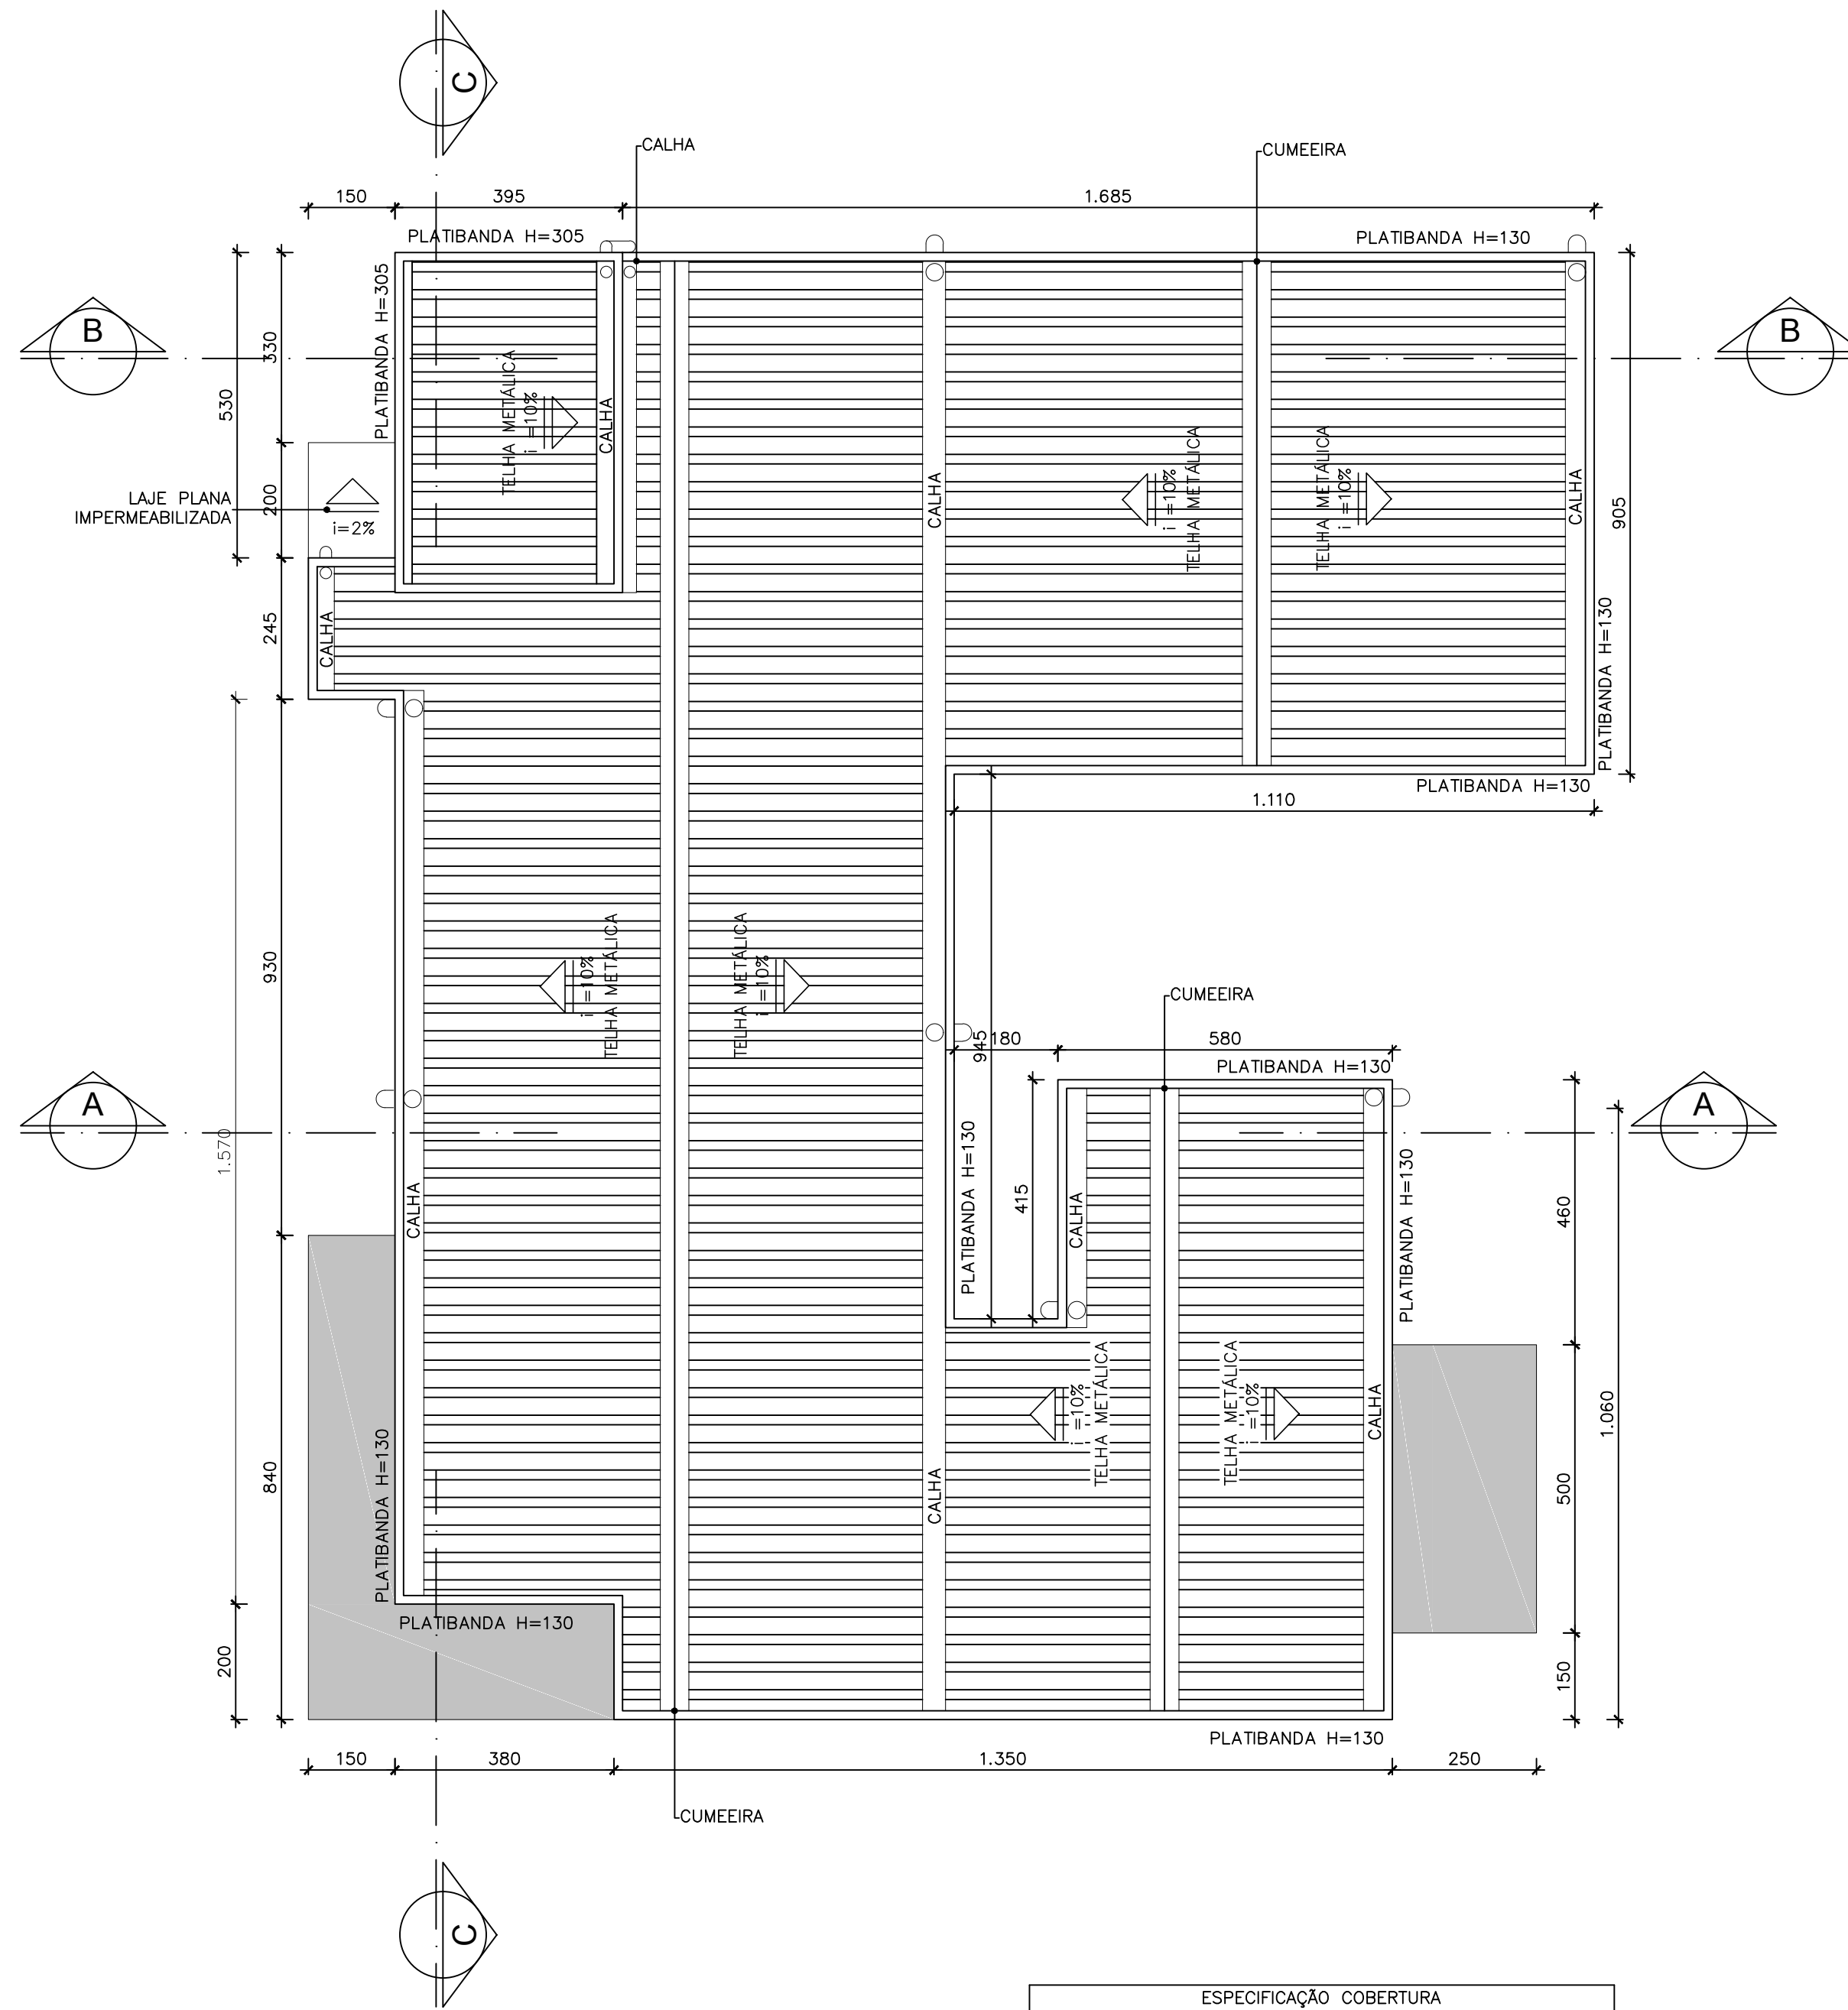 C
CALHA
CUMEEIRA
150
395
1.685
PLATIBANDA H=305
PLATIBANDA H=130
B
B
PLATIBANDA H=305
330
530
TELHA METÁLICA
i =10%
CALHA
CALHA
i =10%
TELHA METÁLICA
TELHA METÁLICA
i =10%
CALHA
905
LAJE PLANA
IMPERMEABILIZADA
200
i=2%
245
CALHA
PLATIBANDA H=130
PLATIBANDA H=130
1.110
930
i =10%
TELHA METÁLICA
TELHA METÁLICA
i =10%
CUMEEIRA
945
180
580
PLATIBANDA H=130
A
A
1.570
PLATIBANDA H=130
415
CALHA
PLATIBANDA H=130
460
CALHA
i =10%
TELHA METÁLICA
TELHA METÁLICA
i =10%
CALHA
1.060
840
PLATIBANDA H=130
CALHA
500
PLATIBANDA H=130
200
150
PLATIBANDA H=130
150
380
1.350
250
CUMEEIRA
C
ESPECIFICAÇÃO COBERTURA